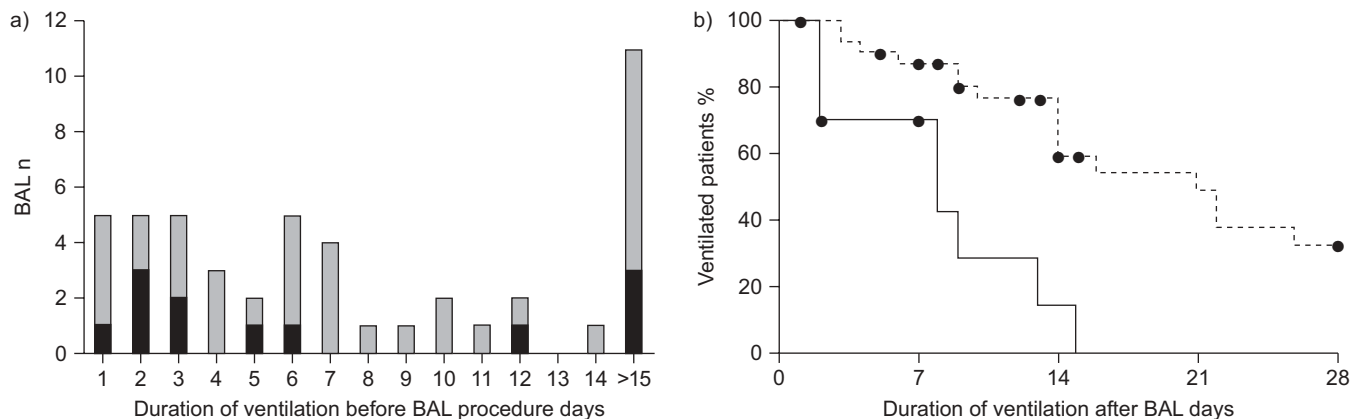 a)
12
10
8
6
4
2
0
BAL n
1 2 3 4 5 6 7 8 9 10 11 12 13 14 >15
Duration of ventilation before BAL procedure days
b)
100
80
60
40
20
0
Ventilated patients %
0 7 14 21 28
Duration of ventilation after BAL days